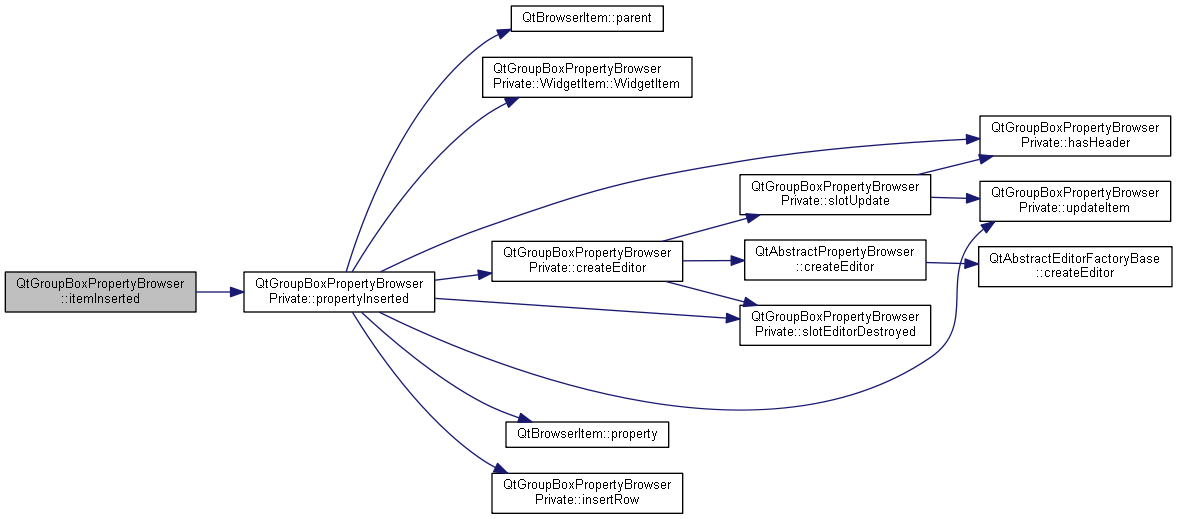 QtBrowserItem::parent
QtGroupBoxPropertyBrowser
Private::WidgetItem::WidgetItem
QtGroupBoxPropertyBrowser
Private::hasHeader
QtGroupBoxPropertyBrowser
Private::slotUpdate
QtGroupBoxPropertyBrowser
Private::updateItem
QtGroupBoxPropertyBrowser
::itemInserted
QtGroupBoxPropertyBrowser
Private::propertyInserted
QtGroupBoxPropertyBrowser
Private::createEditor
QtAbstractPropertyBrowser
::createEditor
QtAbstractEditorFactoryBase
::createEditor
QtGroupBoxPropertyBrowser
Private::slotEditorDestroyed
QtBrowserItem::property
QtGroupBoxPropertyBrowser
Private::insertRow